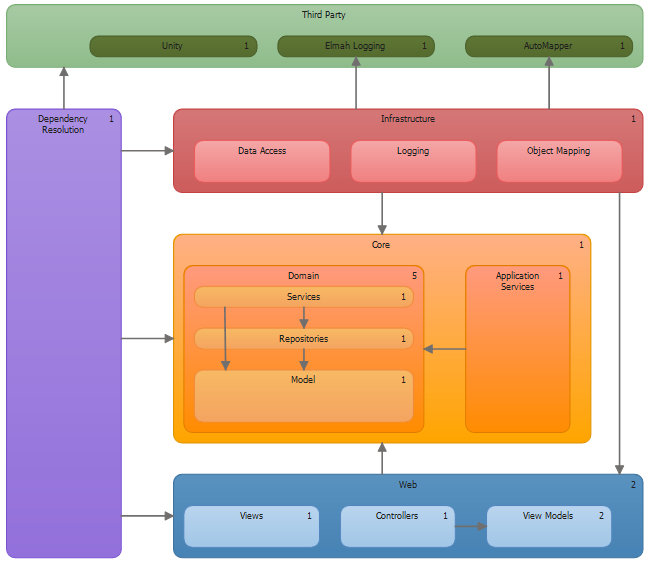 Third Party
Unity 1
Elmah Logging 1
AutoMapper 1
Dependency 1
Resolution
Infrastructure 1
Data Access
Logging
Object Mapping
Core 1
Domain 5
Services 1
Repositories 1
Model 1
Application 1
Services
Web 2
Views 1
Controllers 1
View Models 2